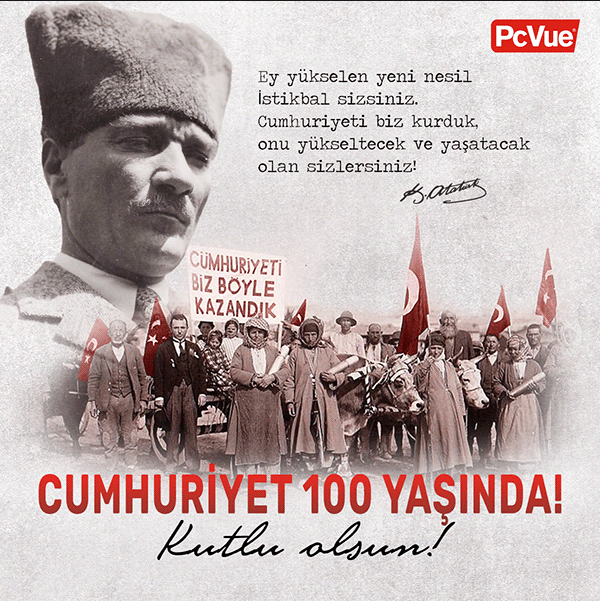 PcVue
Ey yükselen yeni nesil
İstikbal sizsiniz.
Cumhuriyeti biz kurduk,
onu yükseltecek ve yaşatacak
olan sizlersiniz!
K. Atatürk
CÜMHURİYETİ
BİZ BÖYLE
KAZANDIK
CUMHURİYET 100 YAŞINDA!
Kutlu olsun!